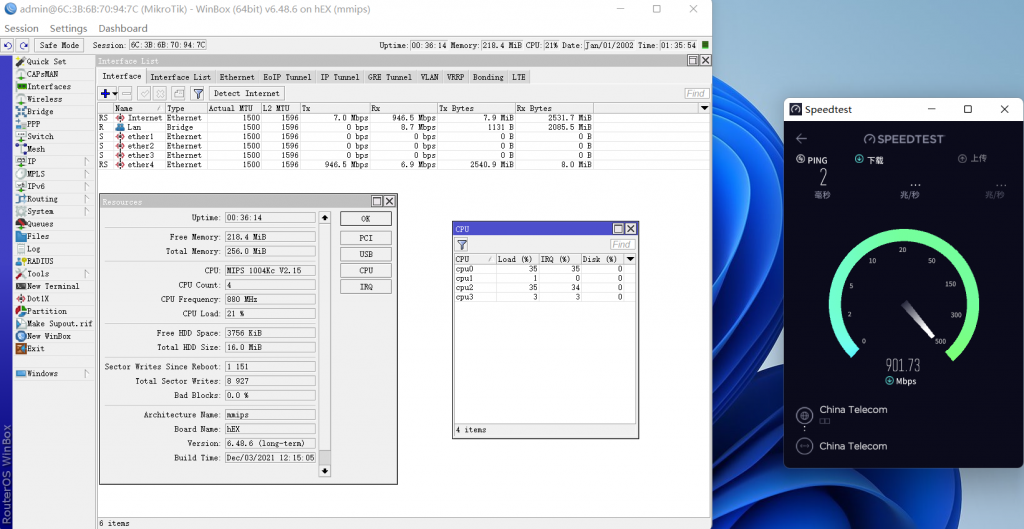 admin@6C:3B:6B:70:94:7C (MikroTik) - WinBox (64bit) v6.48.6 on hEX (mmips)
Session Settings Dashboard
Safe Mode Session: 6C:3B:6B:70:94:7C Uptime: 00:36:14 Memory: 218.4 MiB CPU: 21% Date: Jan/01/2002 Time: 01:35:54
Quick Set
CAPsMAN
Interfaces
Wireless
Bridge
PPP
Switch
Mesh
IP
MPLS
IPv6
Routing
System
Queues
Files
Log
RADIUS
Tools
New Terminal
Dot1X
Partition
Make Supout.rif
New WinBox
Exit
Windows
RouterOS WinBox
Interface List
Interface Interface List Ethernet EoIP Tunnel IP Tunnel GRE Tunnel VLAN VRRP Bonding LTE
Detect Internet Find
Name Type Actual MTU L2 MTU Tx Rx Tx Bytes Rx Bytes
RS Internet Ethernet 1500 1596 7.0 Mbps 946.5 Mbps 7.9 MiB 2531.7 MiB
R Lan Bridge 1500 1596 0 bps 8.7 Mbps 1131 B 2085.5 MiB
S ether1 Ethernet 1500 1596 0 bps 0 bps 0 B 0 B
S ether2 Ethernet 1500 1596 0 bps 0 bps 0 B 0 B
S ether3 Ethernet 1500 1596 0 bps 0 bps 0 B 0 B
RS ether4 Ethernet 1500 1596 946.5 Mbps 6.9 Mbps 2540.9 MiB 8.0 MiB
Resources
Uptime: 00:36:14
Free Memory: 218.4 MiB
Total Memory: 256.0 MiB
CPU: MIPS 1004Kc V2.15
CPU Count: 4
CPU Frequency: 880 MHz
CPU Load: 21 %
Free HDD Space: 3756 KiB
Total HDD Size: 16.0 MiB
Sector Writes Since Reboot: 1 151
Total Sector Writes: 8 927
Bad Blocks: 0.0 %
Architecture Name: mmips
Board Name: hEX
Version: 6.48.6 (long-term)
Build Time: Dec/03/2021 12:15:05
OK
PCI
USB
CPU
IRQ
CPU
Find
CPU Load (%) IRQ (%) Disk (%)
cpu0 35 35 0
cpu1 1 0 0
cpu2 35 34 0
cpu3 3 3 0
4 items
6 items
Speedtest
SPEEDTEST
PING 下载 上传
2 ... ...
毫秒 兆/秒 兆/秒
0
2
5
10
20
50
150
300
500
901.73
Mbps
China Telecom
China Telecom